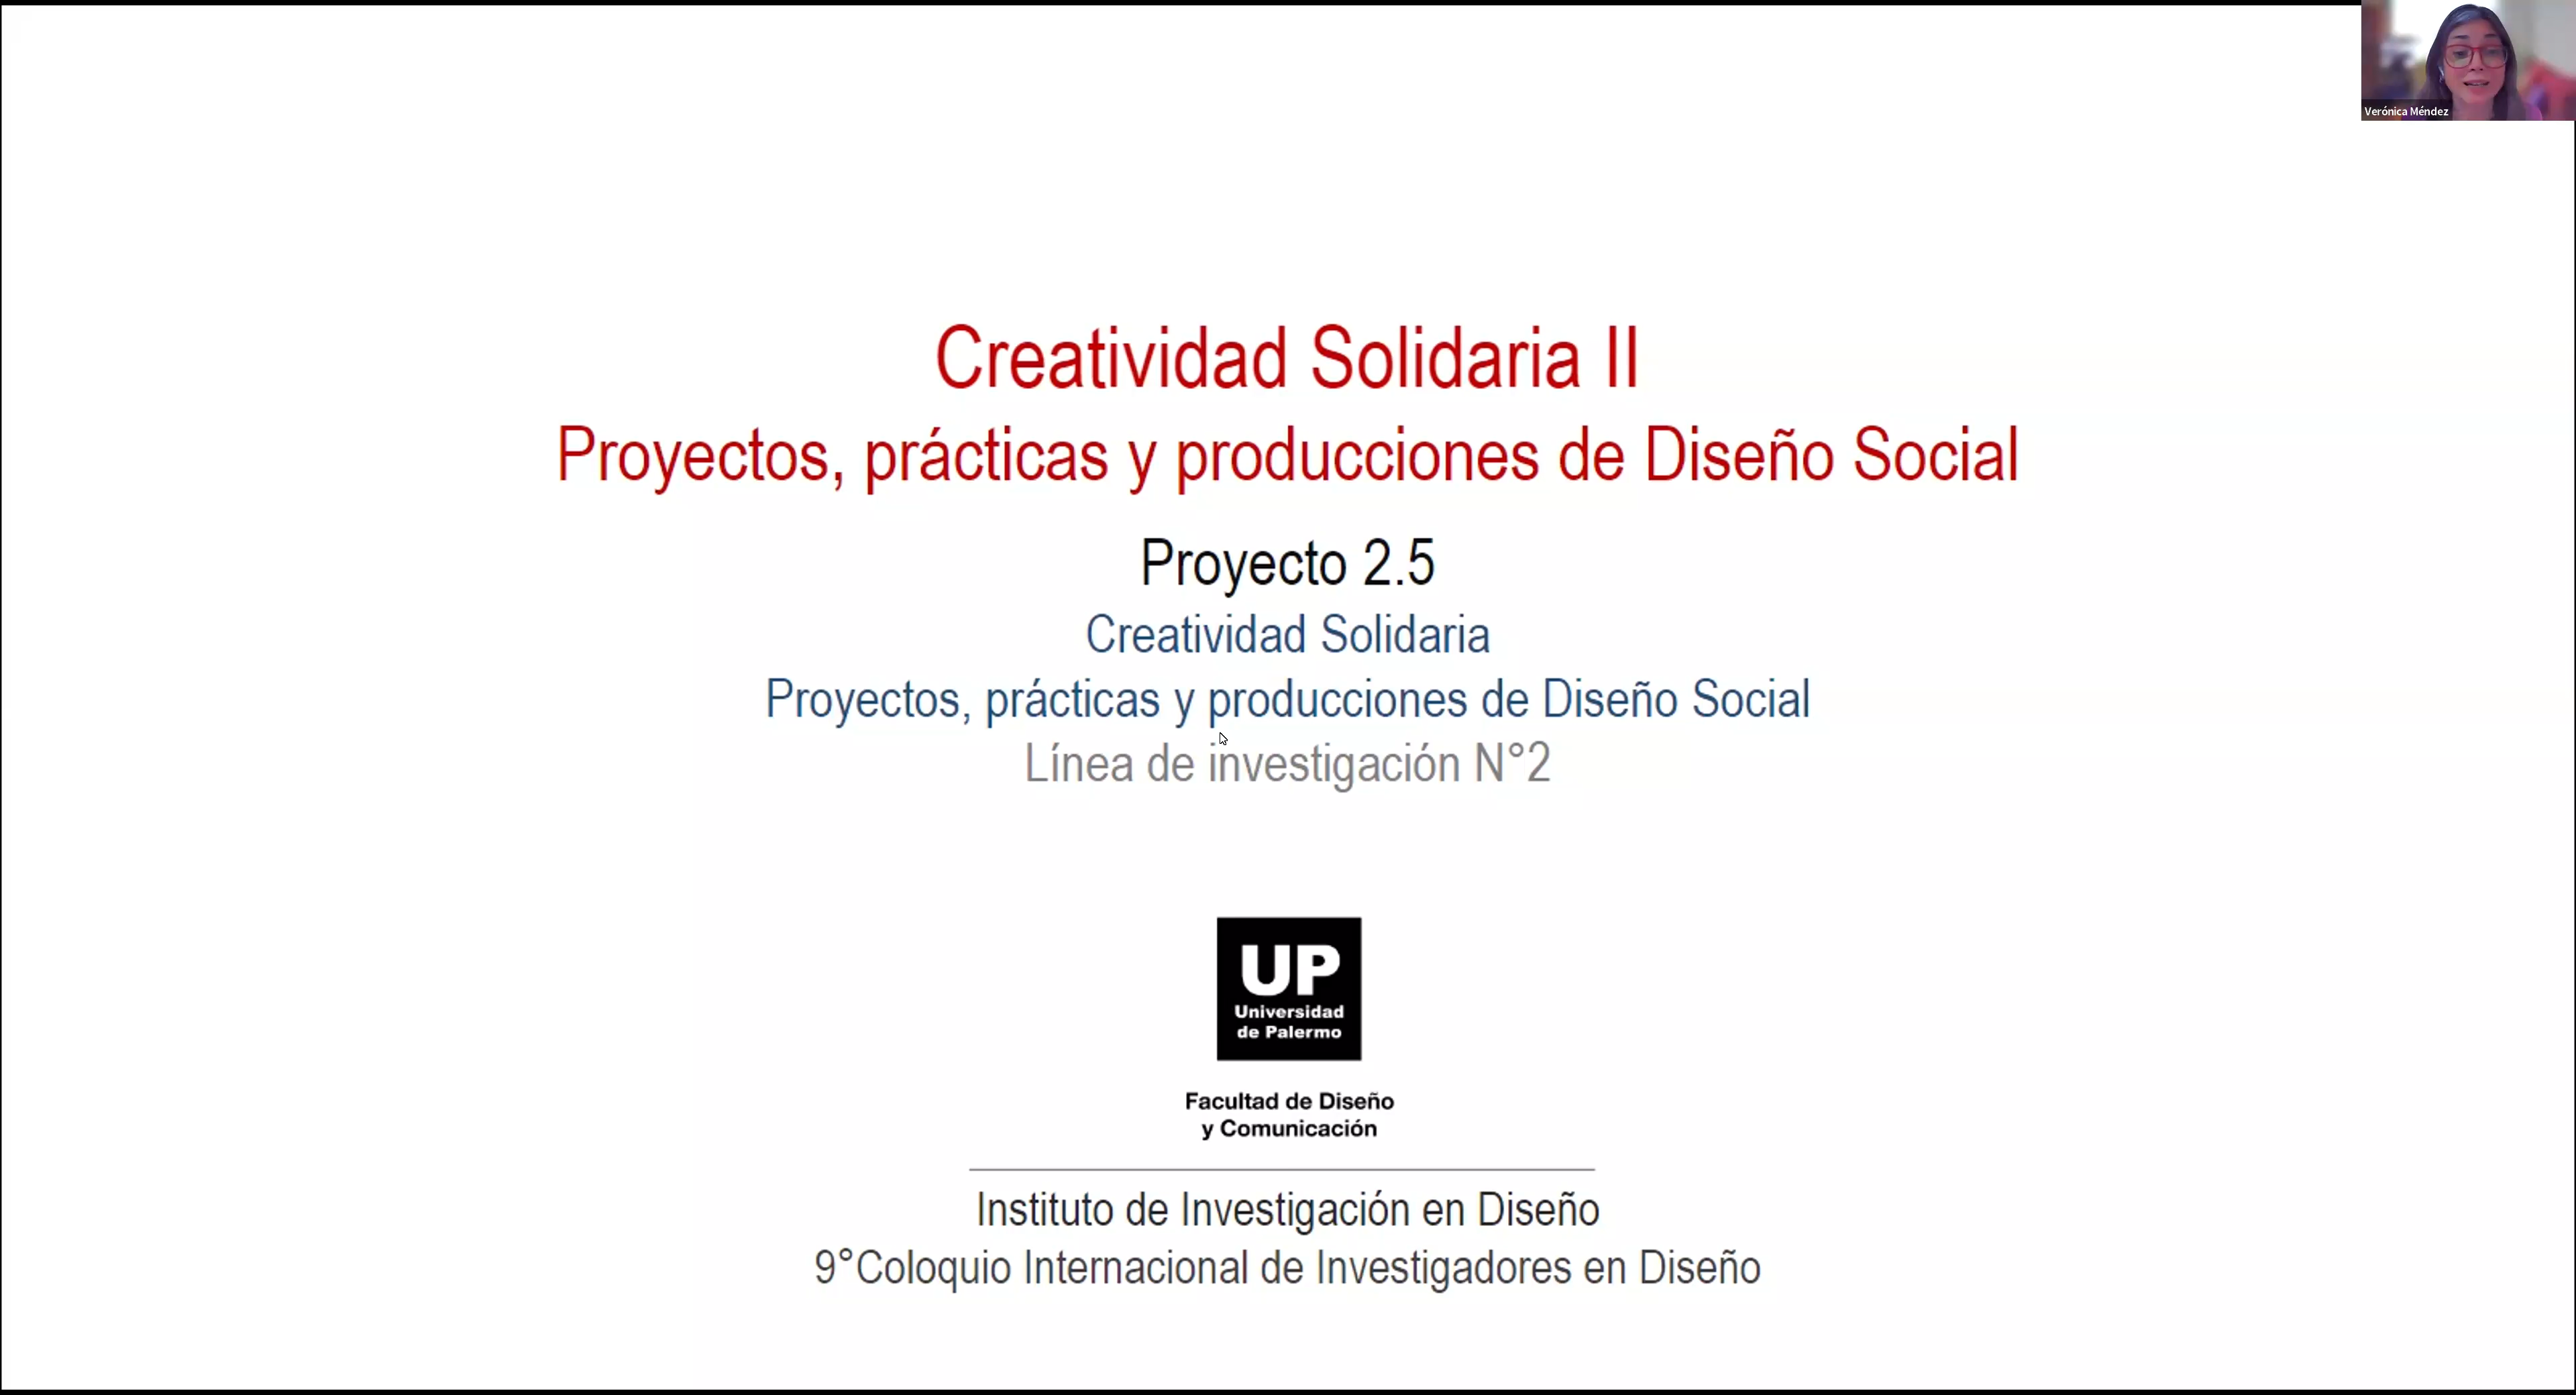 Verónica Méndez
Creatividad Solidaria II
Proyectos, prácticas y producciones de Diseño Social
Proyecto 2.5
Creatividad Solidaria
Proyectos, prácticas y producciones de Diseño Social
Línea de investigación N°2
UP
Universidad
de Palermo
Facultad de Diseño
y Comunicación
Instituto de Investigación en Diseño
9°Coloquio Internacional de Investigadores en Diseño